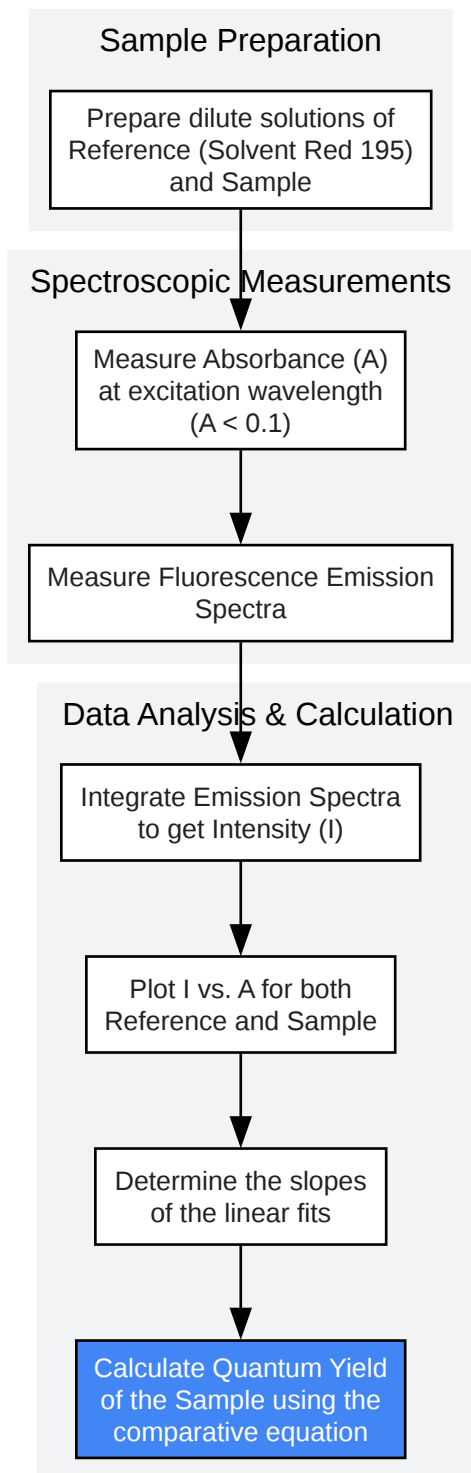 Sample Preparation
Prepare dilute solutions of
Reference (Solvent Red 195)
and Sample
Spectroscopic Measurements
Measure Absorbance (A)
at excitation wavelength
(A < 0.1)
Measure Fluorescence Emission
Spectra
Data Analysis & Calculation
Integrate Emission Spectra
to get Intensity (I)
Plot I vs. A for both
Reference and Sample
Determine the slopes
of the linear fits
Calculate Quantum Yield
of the Sample using the
comparative equation